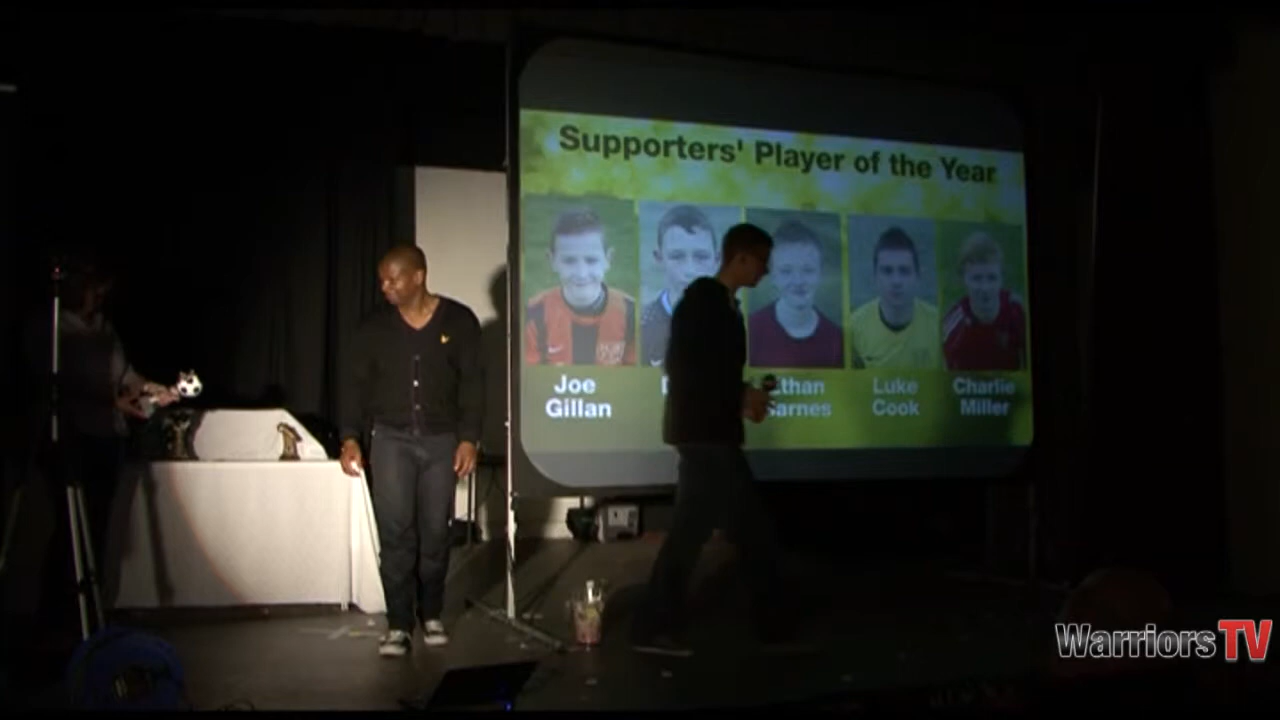 Supporters' Player of the Year
Joe
Gillan
Luke
Cook
Charlie
Miller
WarriorsTV